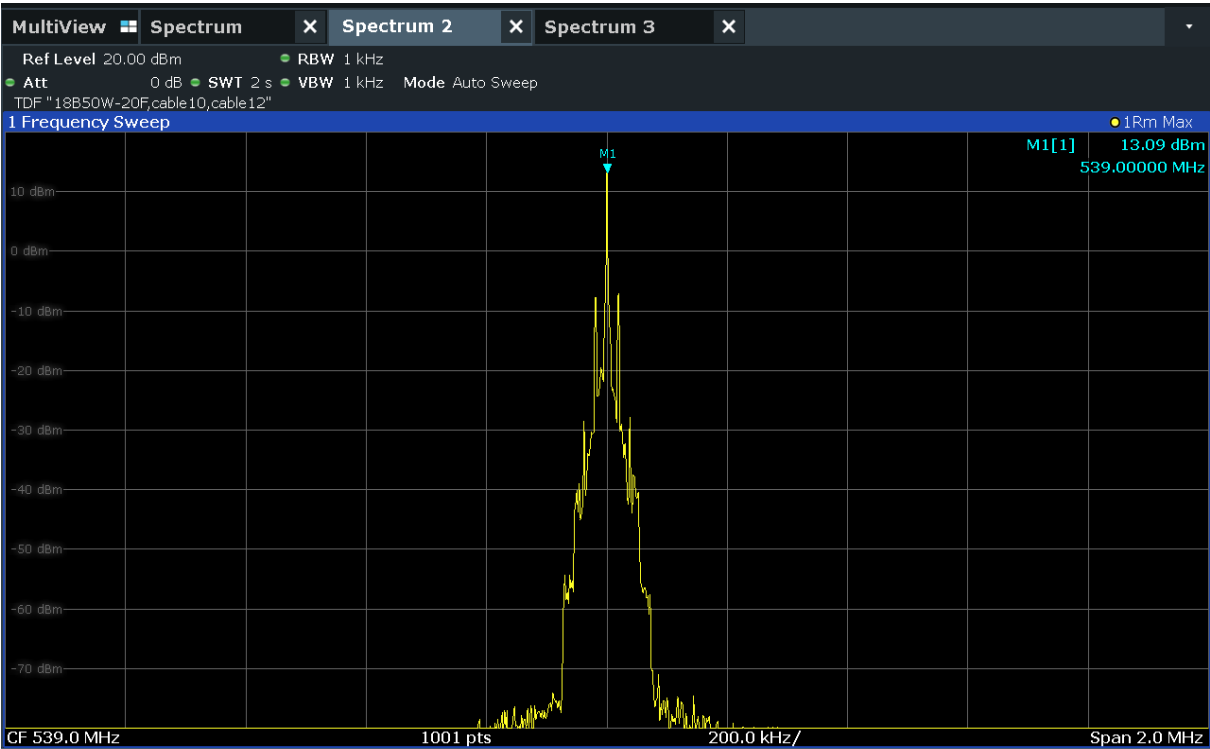 MultiView Spectrum X Spectrum 2 X Spectrum 3 X
Ref Level 20.00 dBm RBW 1 kHz
Att 0 dB SWT 2 s VBW 1 kHz Mode Auto Sweep
TDF "18B50W-20F,cable10,cable12"
1 Frequency Sweep 1Rm Max
M1[1] 13.09 dBm
539.00000 MHz
M1
10 dBm
0 dBm
-10 dBm
-20 dBm
-30 dBm
-40 dBm
-50 dBm
-60 dBm
-70 dBm
CF 539.0 MHz 1001 pts 200.0 kHz/ Span 2.0 MHz